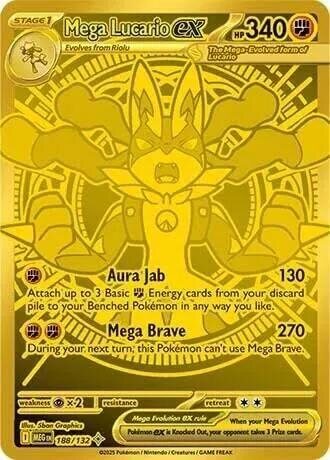 STAGE 1
Mega Lucario ex HP 340
Evolves from Riolu
The Mega-Evolved form of
Lucario
Aura Jab 130
Attach up to 3 Basic Energy cards from your discard
pile to your Benched Pokémon in any way you like.
Mega Brave 270
During your next turn, this Pokémon can't use Mega Brave.
weakness ×2 resistance retreat
Illus. 5ban Graphics
Mega Evolution ex rule
When your Mega Evolution
Pokémon ex is Knocked Out, your opponent takes 3 Prize cards.
I MEG EN 188/132
©2025 Pokémon / Nintendo / Creatures / GAME FREAK